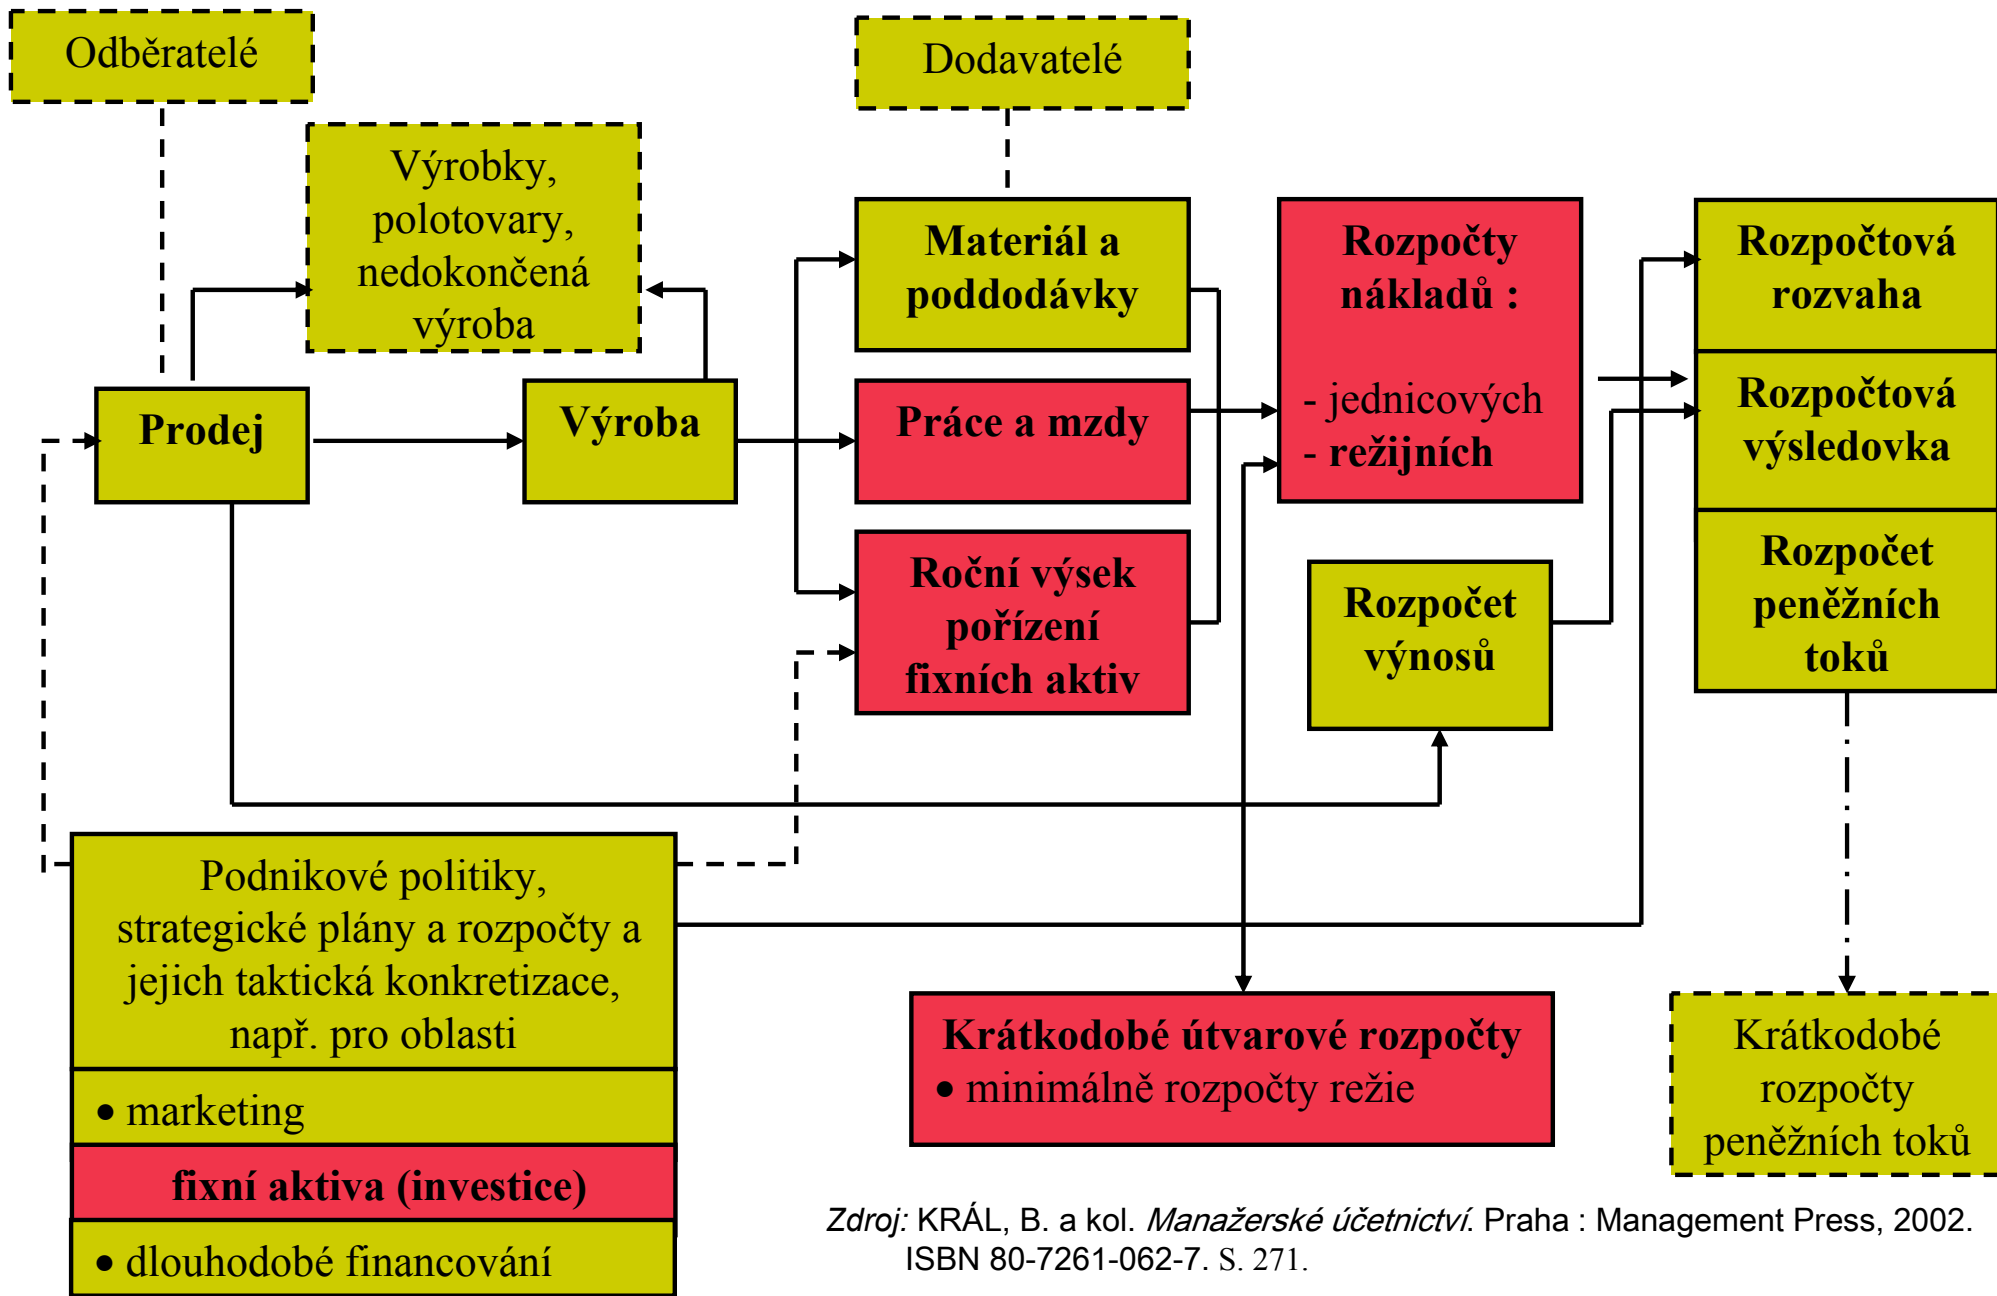 Odběratelé
Dodavatelé
Výrobky,
polotovary,
nedokončená
výroba
Materiál a
poddodávky
Rozpočty
nákladů :
- jednicových
- režijních
Rozpočtová
rozvaha
Prodej
Výroba
Práce a mzdy
Rozpočtová
výsledovka
Roční výsek
pořízení
fixních aktiv
Rozpočet
výnosů
Rozpočet
peněžních
toků
Podnikové politiky,
strategické plány a rozpočty a
jejich taktická konkretizace,
např. pro oblasti
• marketing
fixní aktiva (investice)
• dlouhodobé financování
Krátkodobé útvarové rozpočty
• minimálně rozpočty režie
Krátkodobé
rozpočty
peněžních toků
Zdroj: KRÁL, B. a kol. Manažerské účetnictví. Praha : Management Press, 2002.
ISBN 80-7261-062-7. S. 271.